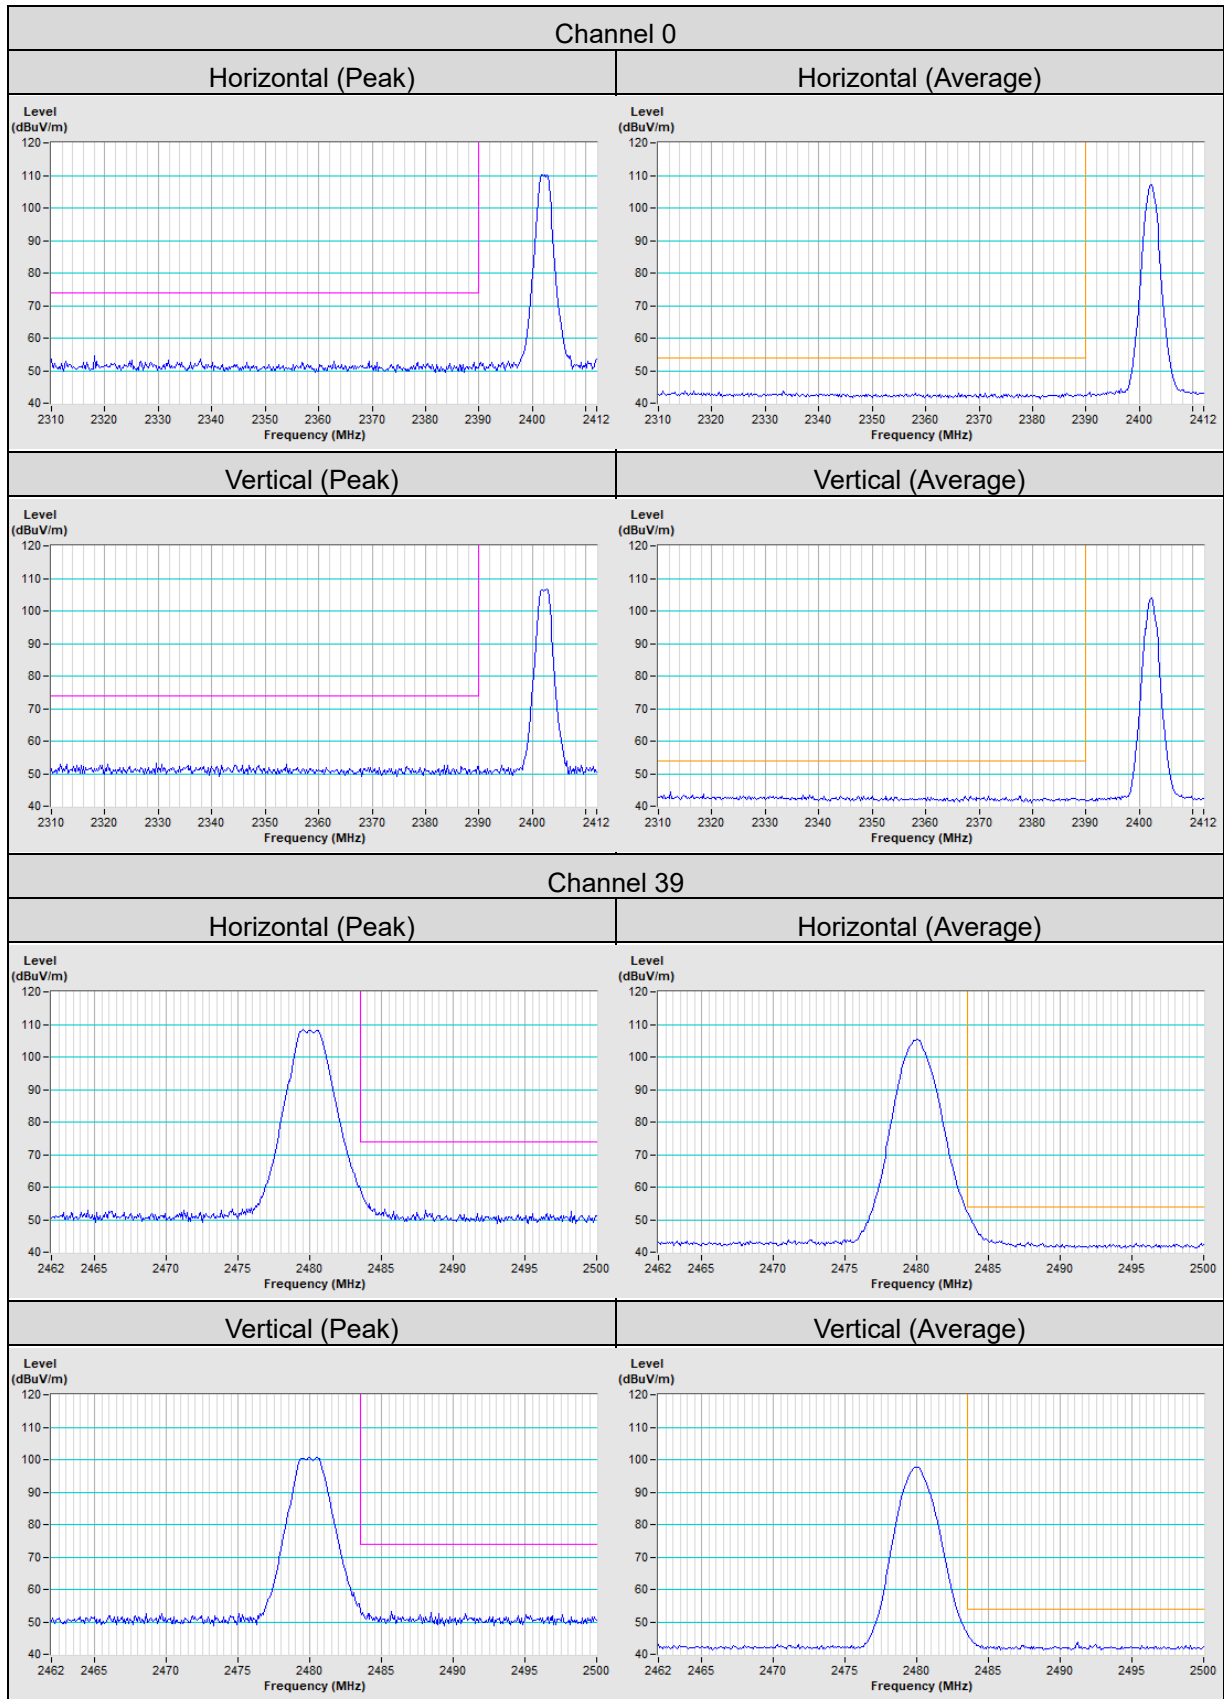 Channel 0
Horizontal (Peak) Horizontal (Average)
Level
(dBuV/m)
120
110
100
90
80
70
60
50
40
2310 2320 2330 2340 2350 2360 2370 2380 2390 2400 2412
Frequency (MHz)
Level
(dBuV/m)
120
110
100
90
80
70
60
50
40
2310 2320 2330 2340 2350 2360 2370 2380 2390 2400 2412
Frequency (MHz)
Vertical (Peak) Vertical (Average)
Level
(dBuV/m)
120
110
100
90
80
70
60
50
40
2310 2320 2330 2340 2350 2360 2370 2380 2390 2400 2412
Frequency (MHz)
Level
(dBuV/m)
120
110
100
90
80
70
60
50
40
2310 2320 2330 2340 2350 2360 2370 2380 2390 2400 2412
Frequency (MHz)
Channel 39
Horizontal (Peak) Horizontal (Average)
Level
(dBuV/m)
120
110
100
90
80
70
60
50
40
2462 2465 2470 2475 2480 2485 2490 2495 2500
Frequency (MHz)
Level
(dBuV/m)
120
110
100
90
80
70
60
50
40
2462 2465 2470 2475 2480 2485 2490 2495 2500
Frequency (MHz)
Vertical (Peak) Vertical (Average)
Level
(dBuV/m)
120
110
100
90
80
70
60
50
40
2462 2465 2470 2475 2480 2485 2490 2495 2500
Frequency (MHz)
Level
(dBuV/m)
120
110
100
90
80
70
60
50
40
2462 2465 2470 2475 2480 2485 2490 2495 2500
Frequency (MHz)